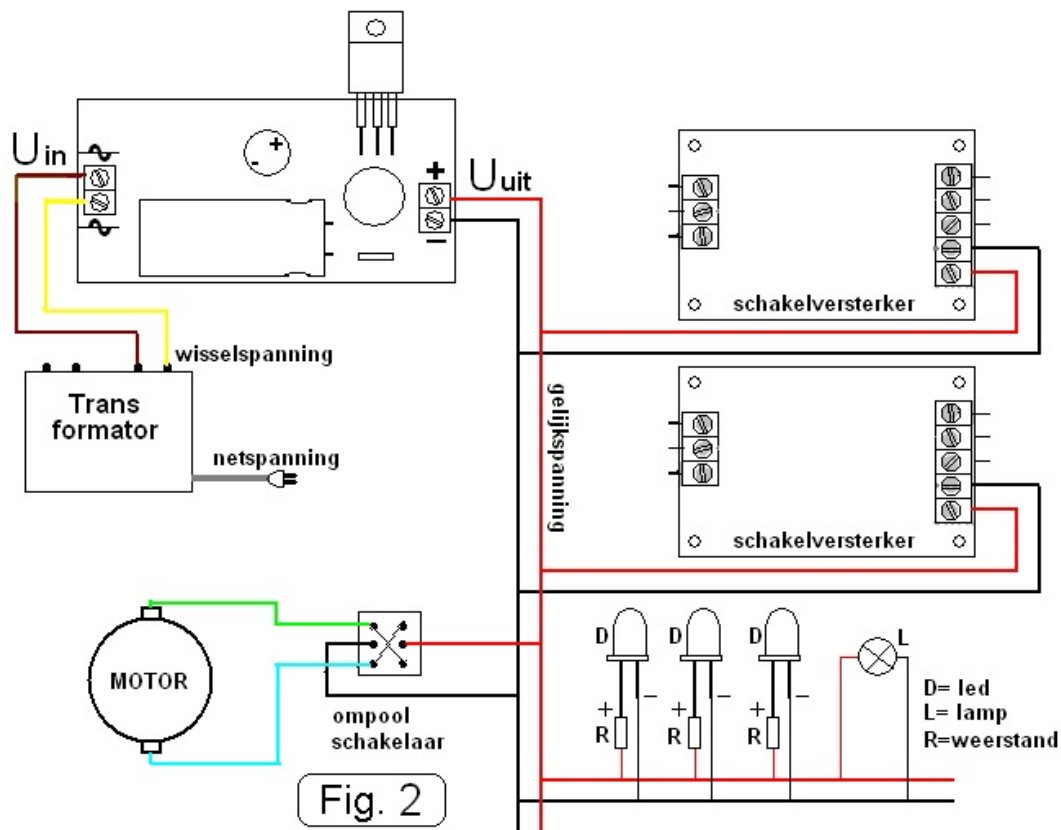 Uin
+
-
+
Uuit
−
schakelversterker
wisselspanning
Trans
formator
netspanning
gelijkspanning
schakelversterker
MOTOR
ompool
schakelaar
D
D
D
L
−
−
−
+
+
+
R
R
R
D= led
L= lamp
R=weerstand
Fig. 2